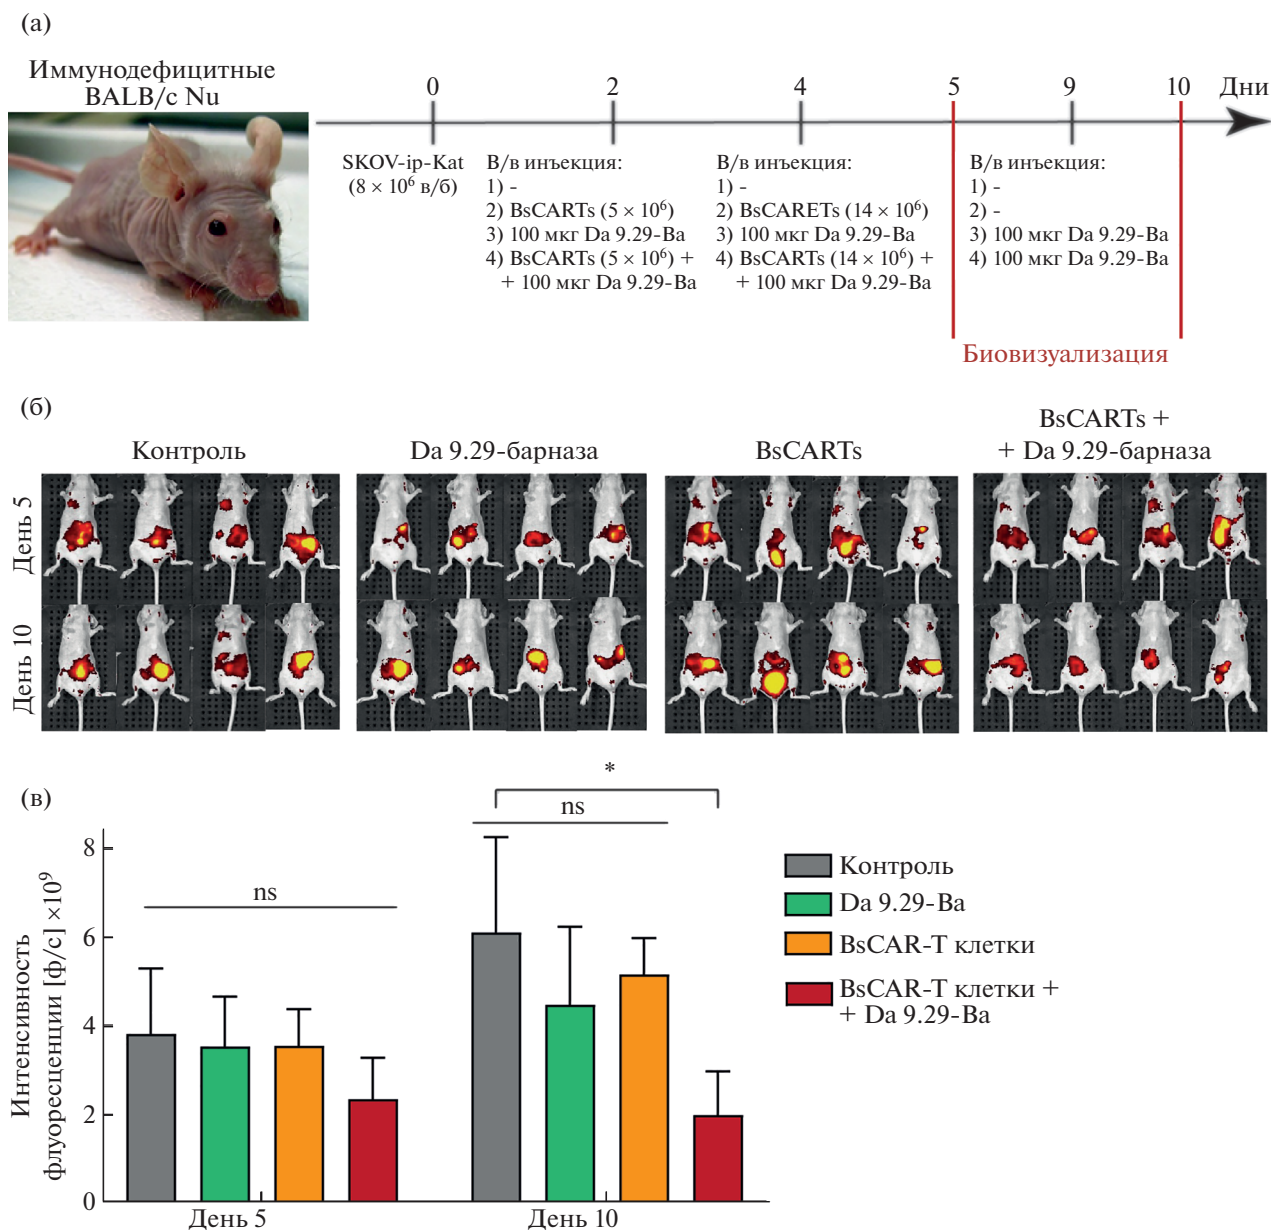 (а)
Иммунодефицитные
BALB/c Nu
0
2
4
5
9
10
Дни
SKOV-ip-Kat
(8 × 10⁶ в/б)
В/в инъекция:
1) -
2) BsCARTs (5 × 10⁶)
3) 100 мкг Da 9.29-Ba
4) BsCARTs (5 × 10⁶) +
+ 100 мкг Da 9.29-Ba
В/в инъекция:
1) -
2) BsCARETs (14 × 10⁶)
3) 100 мкг Da 9.29-Ba
4) BsCARTs (14 × 10⁶) +
+ 100 мкг Da 9.29-Ba
В/в инъекция:
1) -
2) -
3) 100 мкг Da 9.29-Ba
4) 100 мкг Da 9.29-Ba
Биовизуализация
(б)
Контроль
Da 9.29-барназа
BsCARTs
BsCARTs +
+ Da 9.29-барназа
День 5
День 10
(в)
Интенсивность
флуоресценции [ф/с] ×10⁹
8
6
4
2
0
ns
ns
*
День 5
День 10
Контроль
Da 9.29-Ba
BsCAR-T клетки
BsCAR-T клетки +
+ Da 9.29-Ba